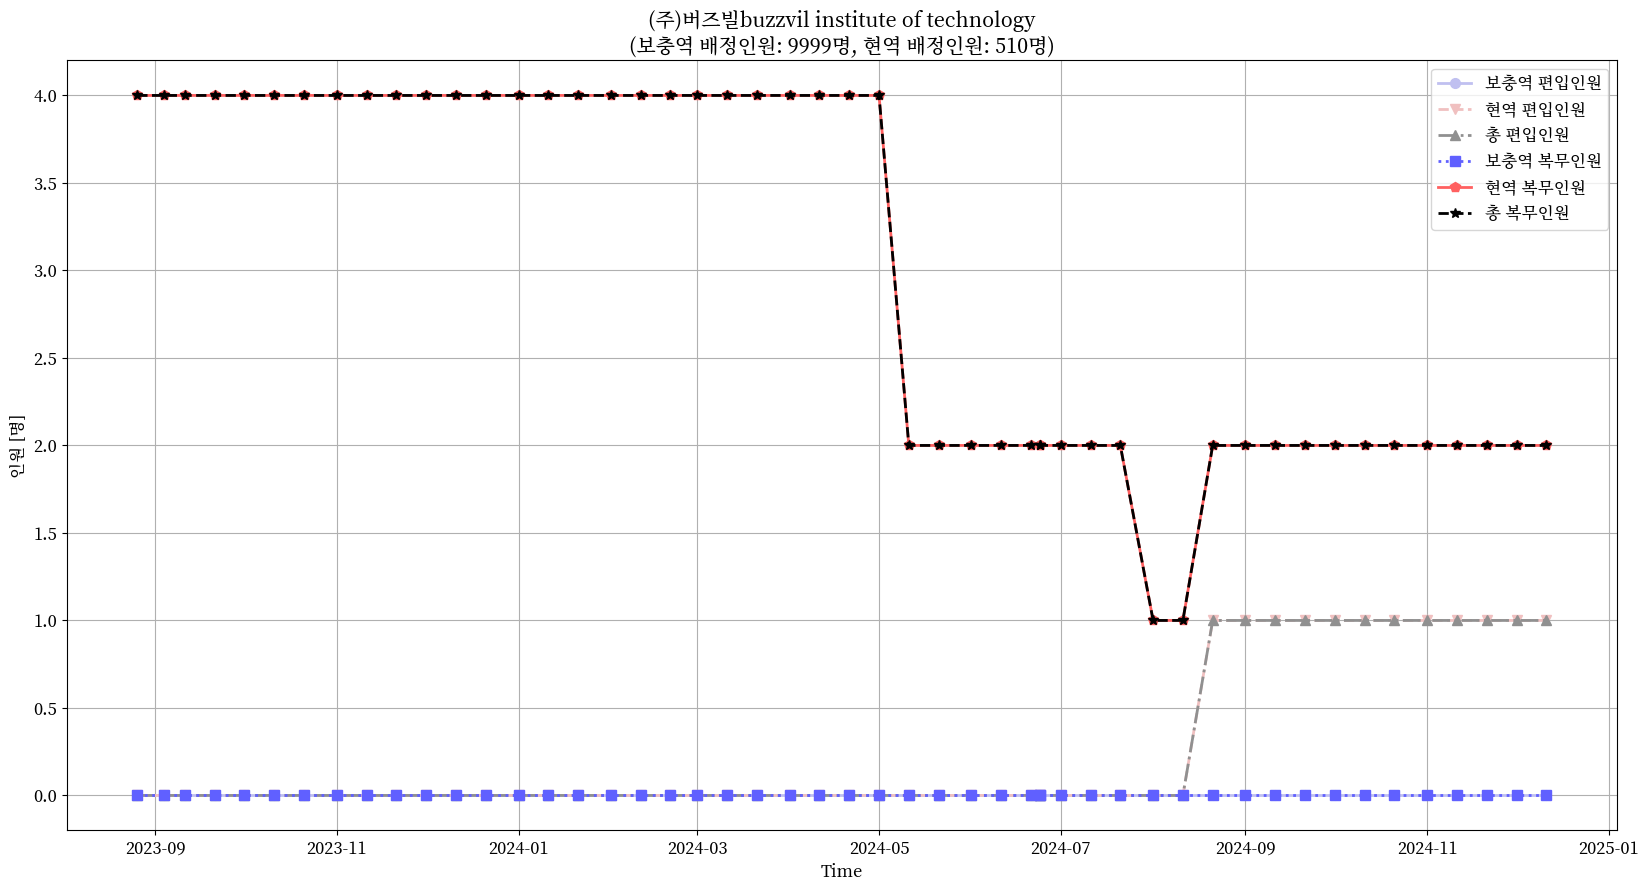 (주)버즈빌buzzvil institute of technology
(보충역 배정인원: 9999명, 현역 배정인원: 510명)
보충역 편입인원
현역 편입인원
총 편입인원
보충역 복무인원
현역 복무인원
총 복무인원
4.0
3.5
3.0
2.5
2.0
1.5
1.0
0.5
0.0
인원 [명]
2023-09 2023-11 2024-01 2024-03 2024-05 2024-07 2024-09 2024-11 2025-01
Time